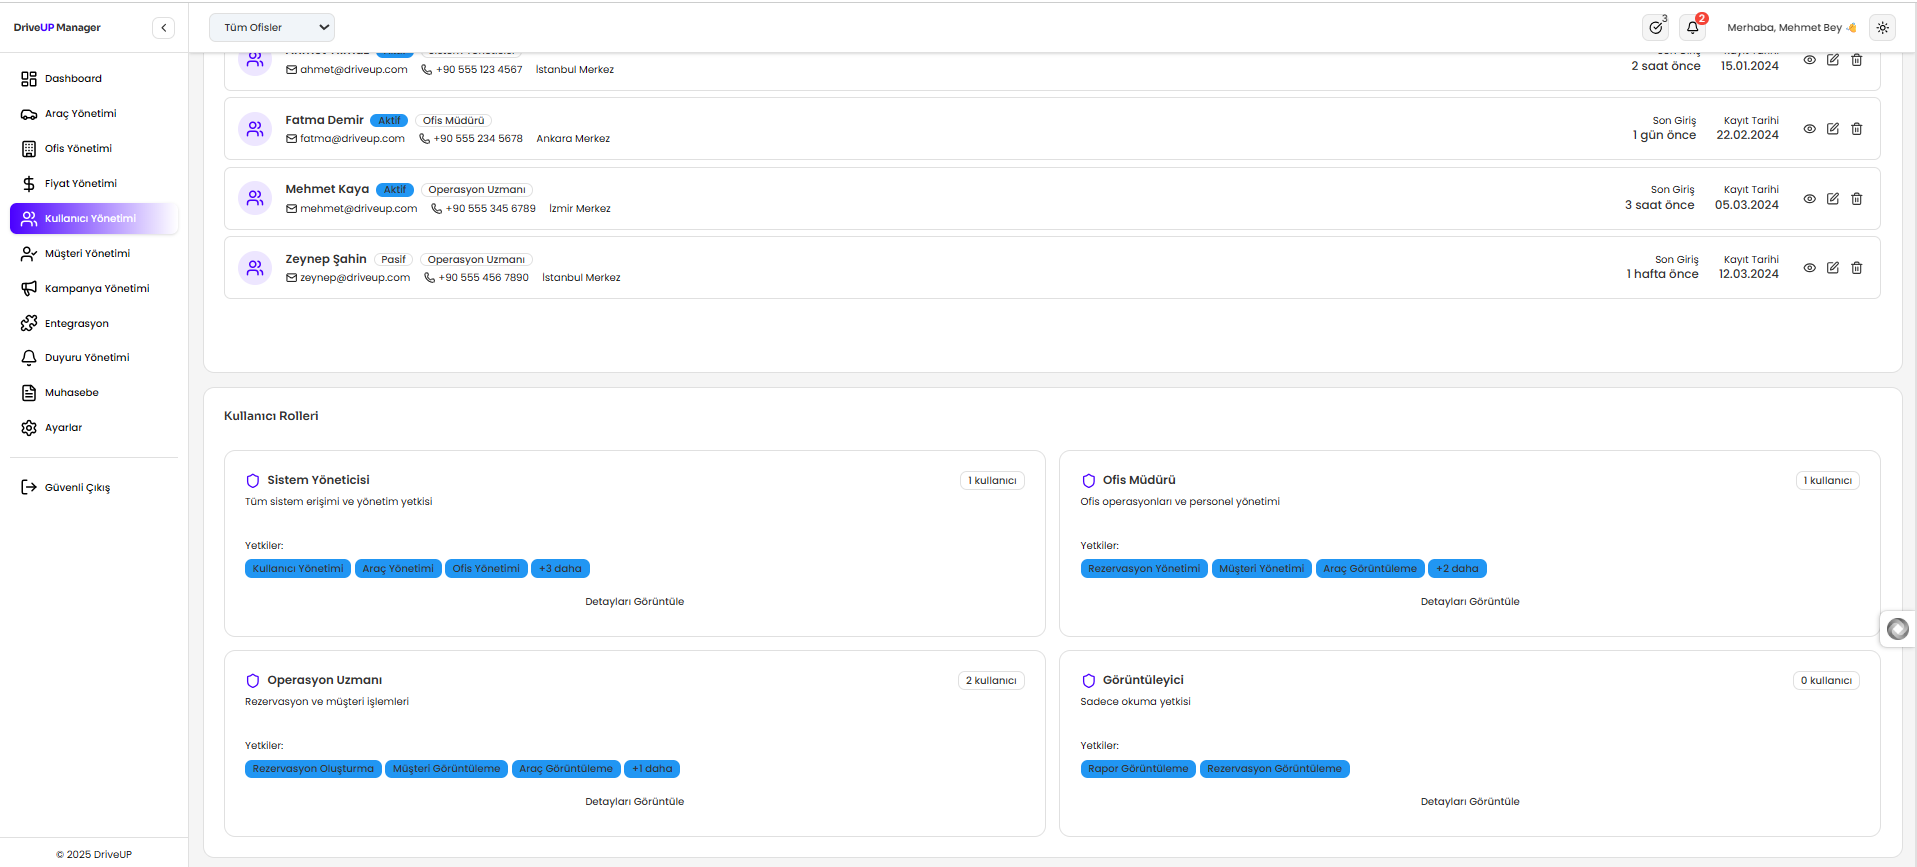 DriveUP Manager
Tüm Ofisler
3
2
Merhaba, Mehmet Bey 👋
Dashboard
Araç Yönetimi
Ofis Yönetimi
Fiyat Yönetimi
Kullanıcı Yönetimi
Müşteri Yönetimi
Kampanya Yönetimi
Entegrasyon
Duyuru Yönetimi
Muhasebe
Ayarlar
Güvenli Çıkış
© 2025 DriveUP
ahmet@driveup.com +90 555 123 4567 İstanbul Merkez
2 saat önce 15.01.2024
Fatma Demir Aktif Ofis Müdürü
fatma@driveup.com +90 555 234 5678 Ankara Merkez
Son Giriş Kayıt Tarihi
1 gün önce 22.02.2024
Mehmet Kaya Aktif Operasyon Uzmanı
mehmet@driveup.com +90 555 345 6789 İzmir Merkez
Son Giriş Kayıt Tarihi
3 saat önce 05.03.2024
Zeynep Şahin Pasif Operasyon Uzmanı
zeynep@driveup.com +90 555 456 7890 İstanbul Merkez
Son Giriş Kayıt Tarihi
1 hafta önce 12.03.2024
Kullanıcı Rolleri
Sistem Yöneticisi 1 kullanıcı
Tüm sistem erişimi ve yönetim yetkisi
Yetkiler:
Kullanıcı Yönetimi Araç Yönetimi Ofis Yönetimi +3 daha
Detayları Görüntüle
Ofis Müdürü 1 kullanıcı
Ofis operasyonları ve personel yönetimi
Yetkiler:
Rezervasyon Yönetimi Müşteri Yönetimi Araç Görüntüleme +2 daha
Detayları Görüntüle
Operasyon Uzmanı 2 kullanıcı
Rezervasyon ve müşteri işlemleri
Yetkiler:
Rezervasyon Oluşturma Müşteri Görüntüleme Araç Görüntüleme +1 daha
Detayları Görüntüle
Görüntüleyici 0 kullanıcı
Sadece okuma yetkisi
Yetkiler:
Rapor Görüntüleme Rezervasyon Görüntüleme
Detayları Görüntüle